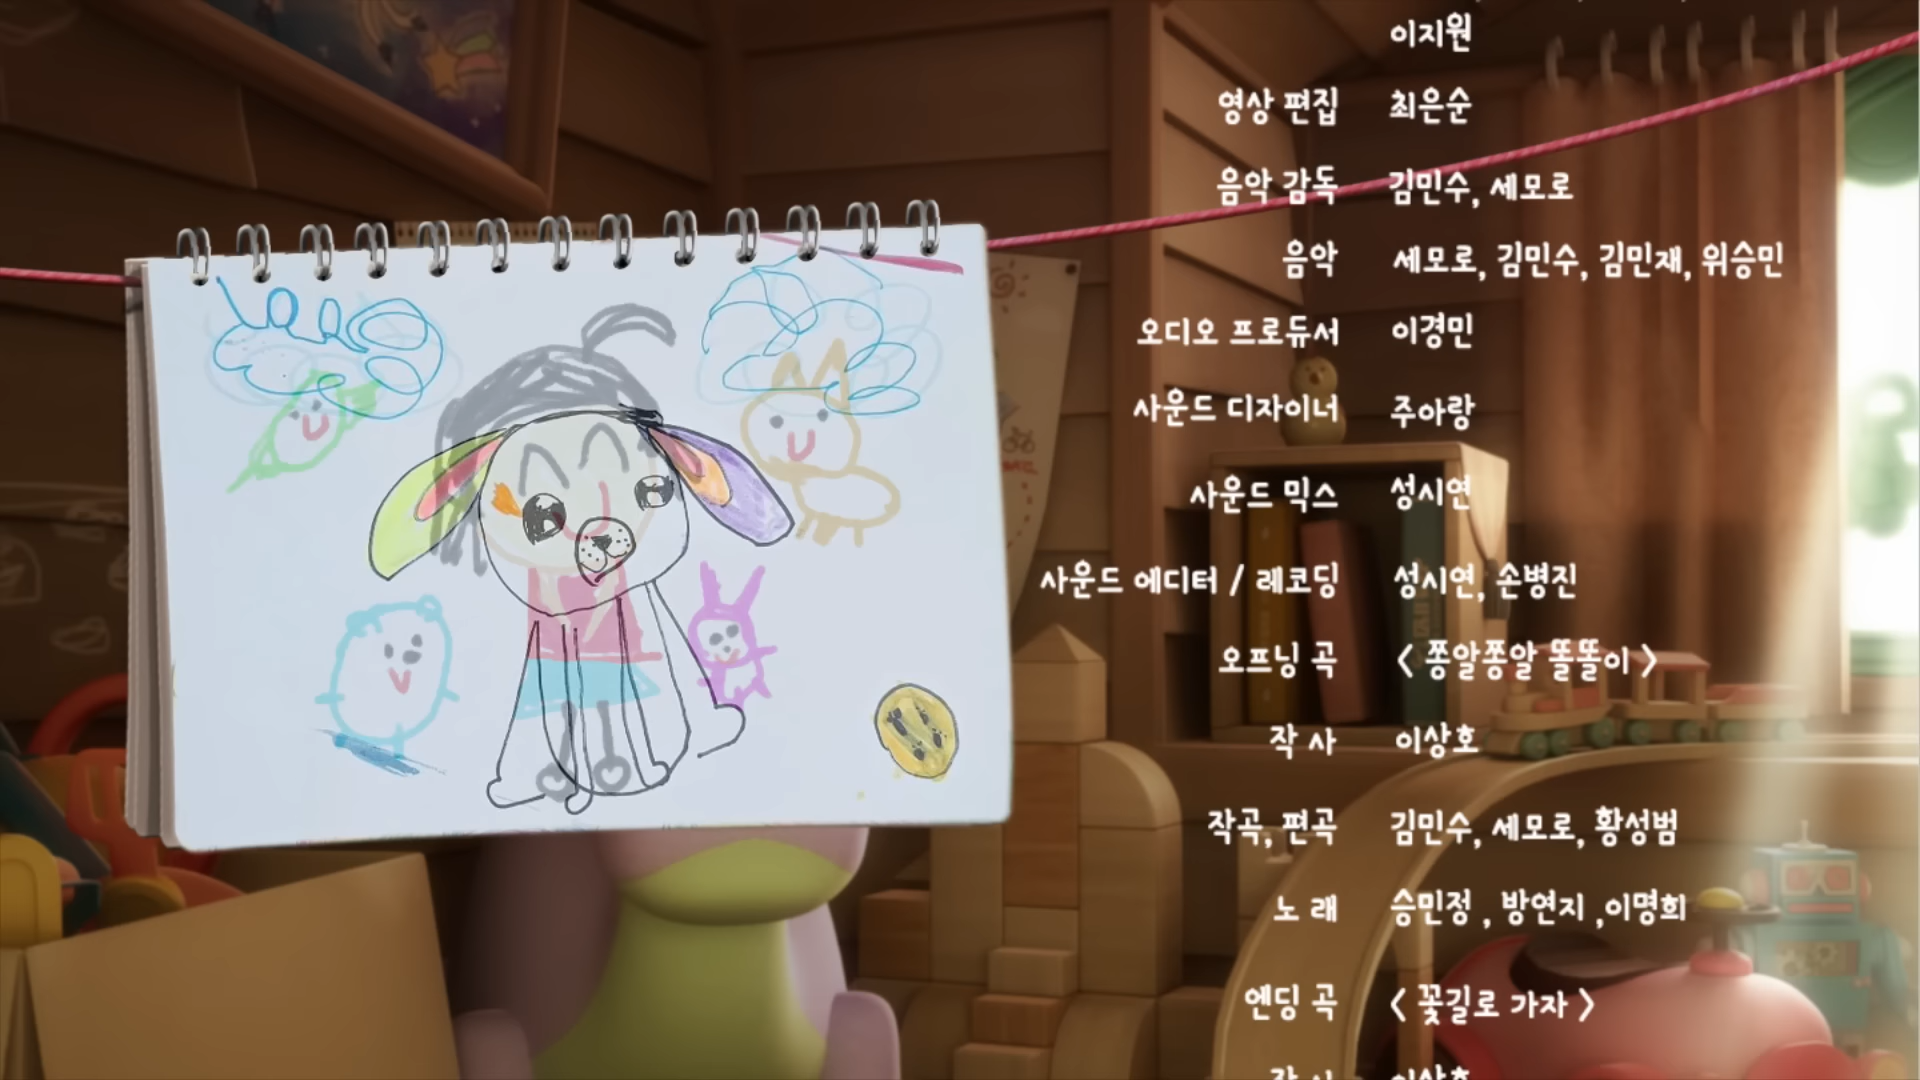 이지원
영상 편집 최은순
음악 감독 김민수, 세모로
음악 세모로, 김민수, 김민재, 위승민
오디오 프로듀서 이경민
사운드 디자이너 주아랑
사운드 믹스 성시연
사운드 에디터 / 레코딩 성시연, 손병진
오프닝 곡 < 쫑알쫑알 똘똘이 >
작 사 이상호
작곡, 편곡 김민수, 세모로, 황성범
노 래 승민정 , 방연지 ,이명희
엔딩 곡 < 꽃길로 가자 >